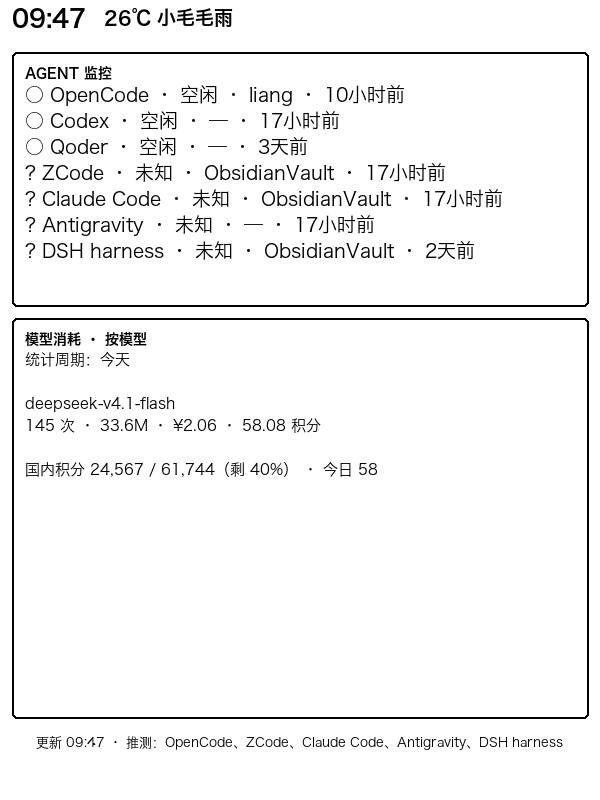 09:47 26℃ 小毛毛雨
AGENT 监控
○ OpenCode · 空闲 · liang · 10小时前
○ Codex · 空闲 · — · 17小时前
○ Qoder · 空闲 · — · 3天前
? ZCode · 未知 · ObsidianVault · 17小时前
? Claude Code · 未知 · ObsidianVault · 17小时前
? Antigravity · 未知 · — · 17小时前
? DSH harness · 未知 · ObsidianVault · 2天前
模型消耗 · 按模型
统计周期：今天
deepseek-v4.1-flash
145 次 · 33.6M · ¥2.06 · 58.08 积分
国内积分 24,567 / 61,744（剩 40%） · 今日 58
更新 09:47 · 推测：OpenCode、ZCode、Claude Code、Antigravity、DSH harness